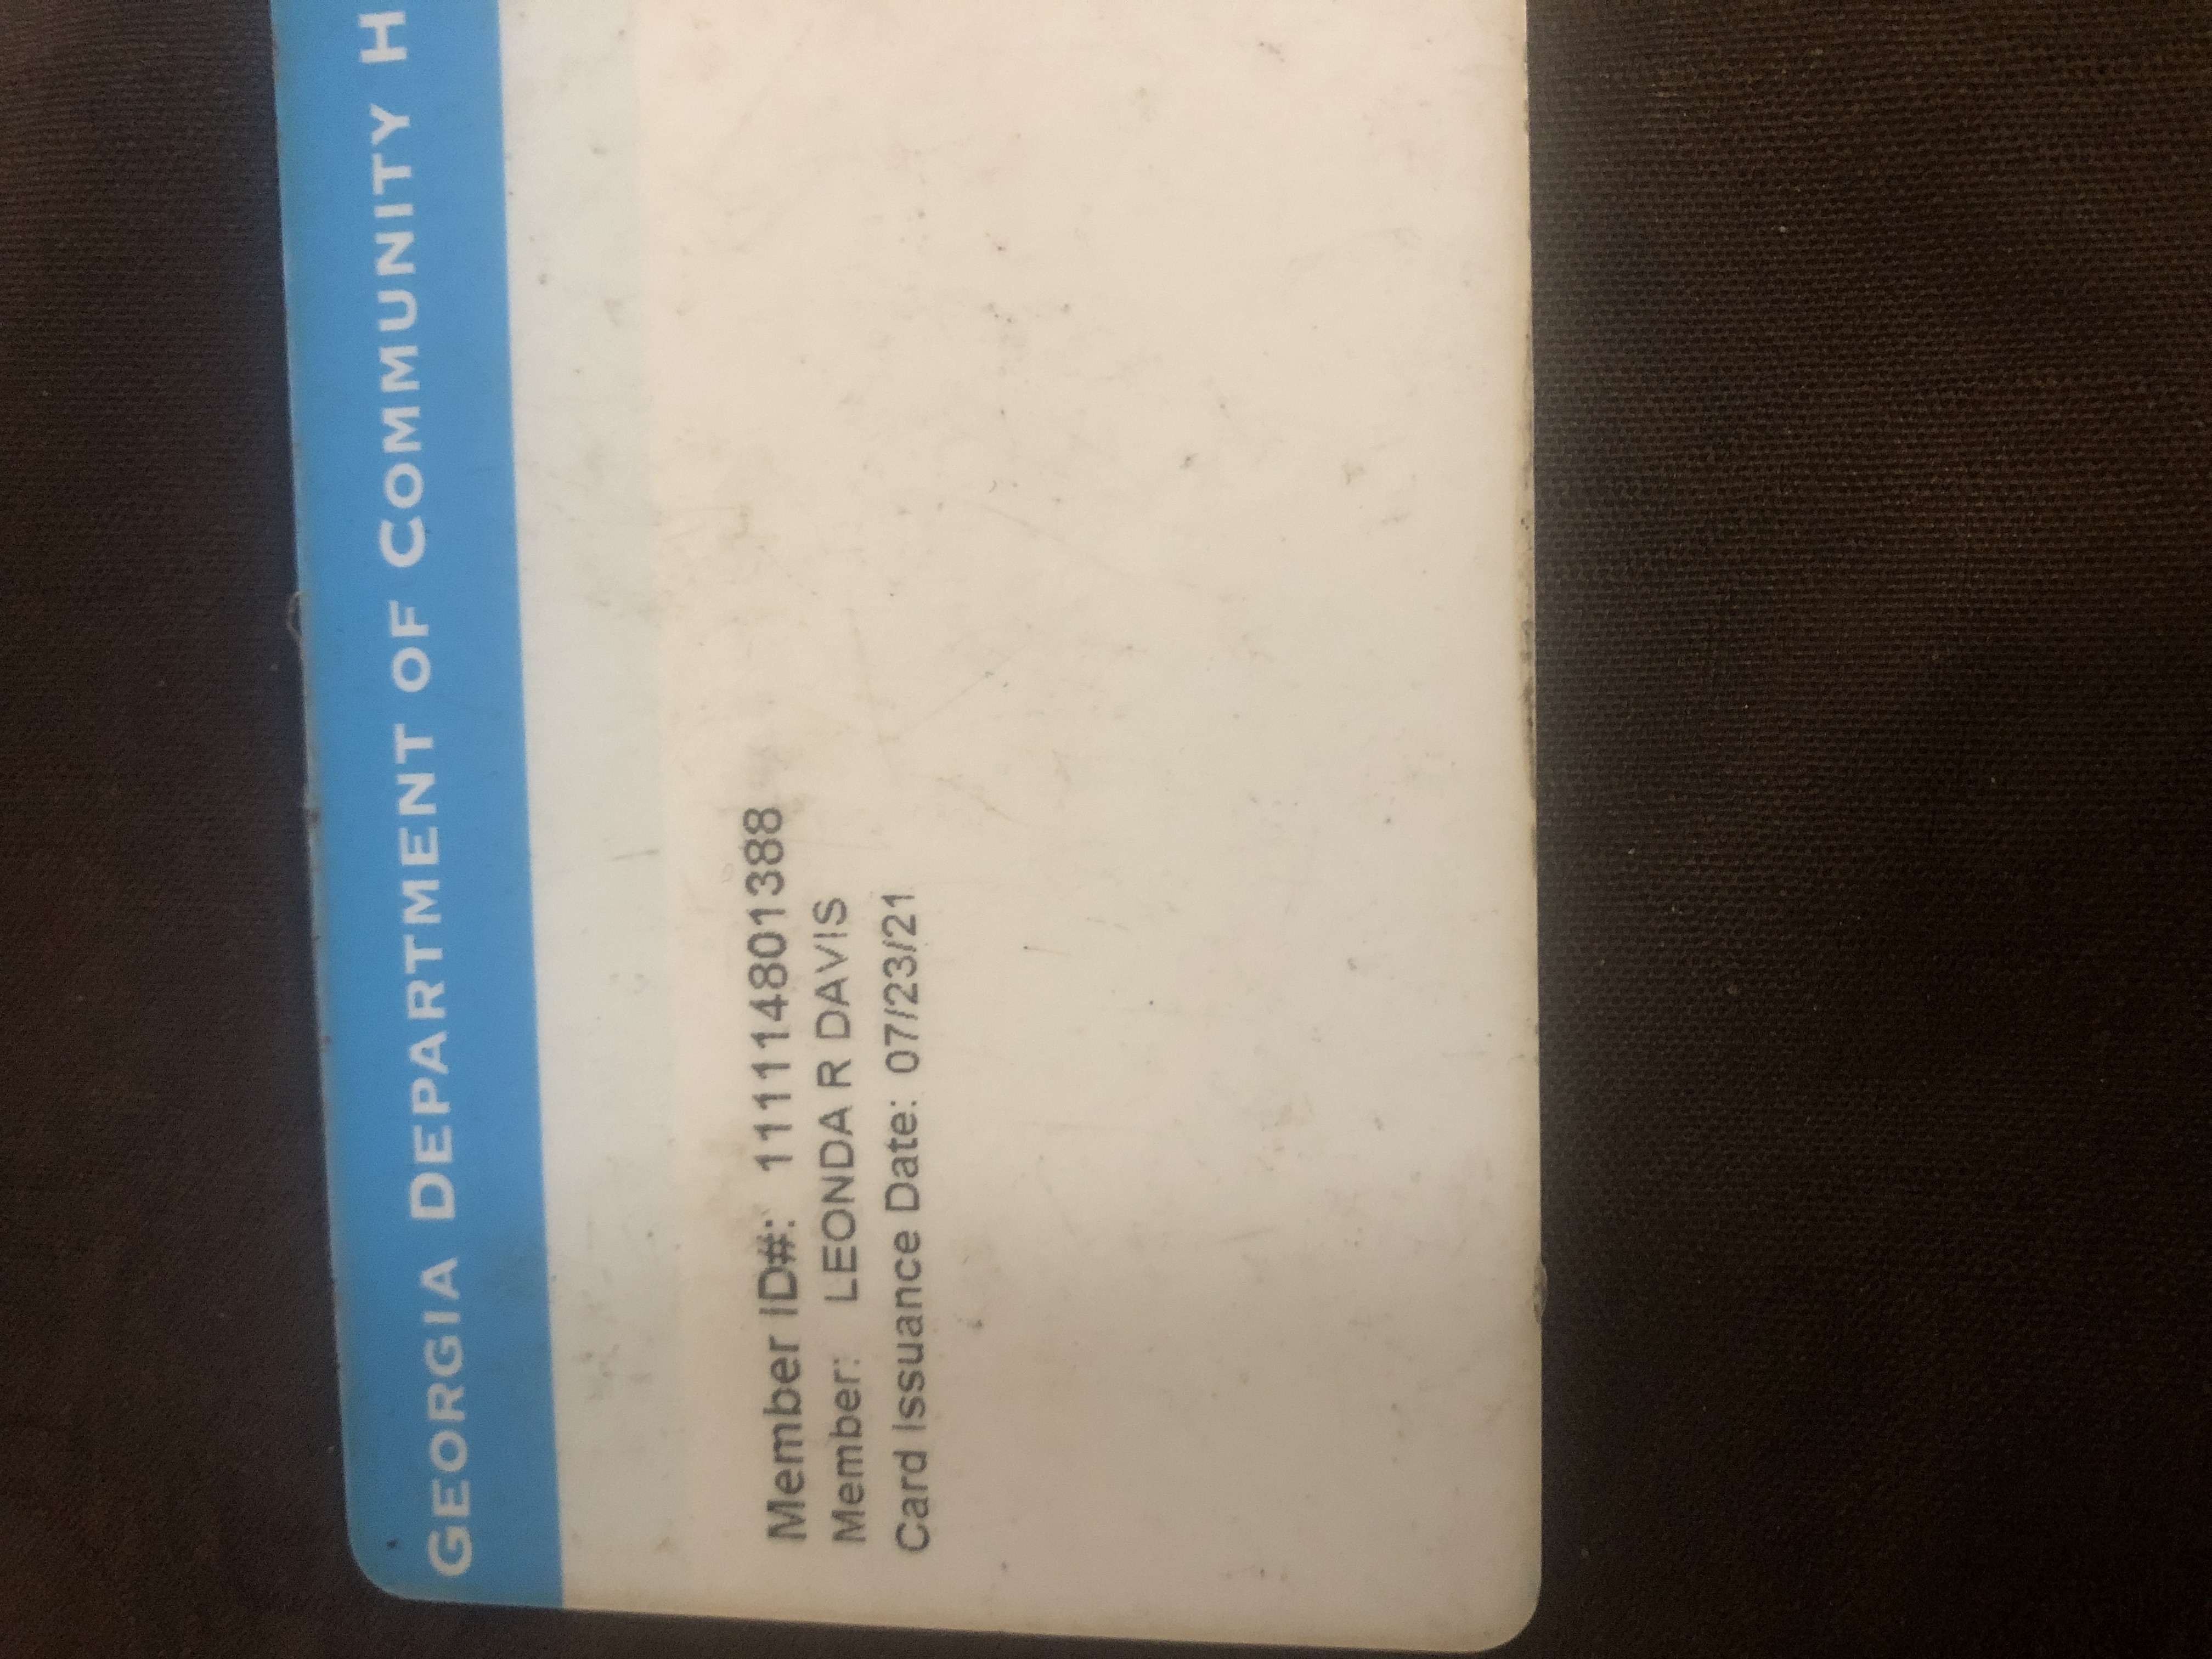 GEORGIA DEPARTMENT OF COMMUNITY H
Member ID#: 111114801388
Member: LEONDA R DAVIS
Card Issuance Date: 07/23/21